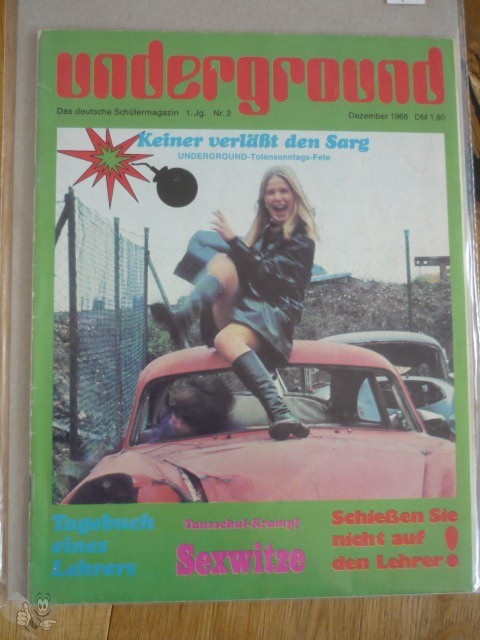 underground
Das deutsche Schülermagazin 1. Jg. Nr. 2 Dezember 1968 DM 1,80
Keiner verläßt den Sarg
UNDERGROUND-Totensonntags-Fete
Tagebuch
eines
Lehrers
Tanzschul-Krampf
Sexwitze
Schießen Sie
nicht auf
den Lehrer!